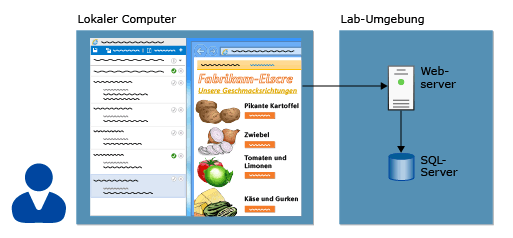 Lokaler Computer
Lab-Umgebung
Fabrikam-Eiscre
Unsere Geschmacksrichtungen
Pikante Kartoffel
Zwiebel
Tomaten und
Limonen
Käse und Gurken
Web-
server
SQL-
Server